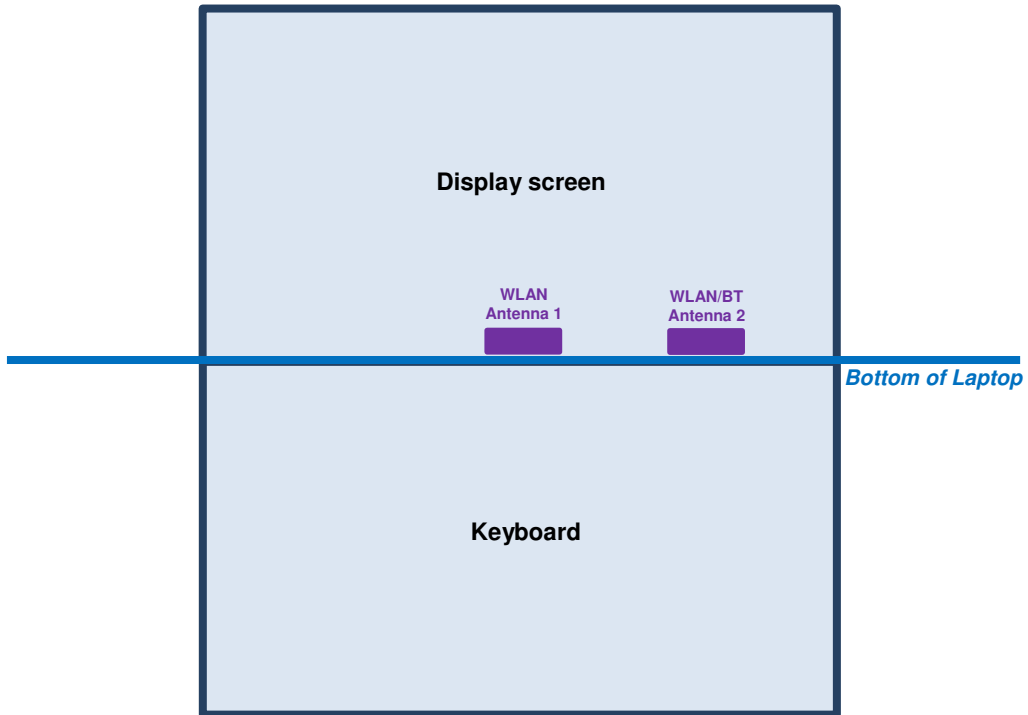 Display screen
WLAN
Antenna 1
WLAN/BT
Antenna 2
Bottom of Laptop
Keyboard